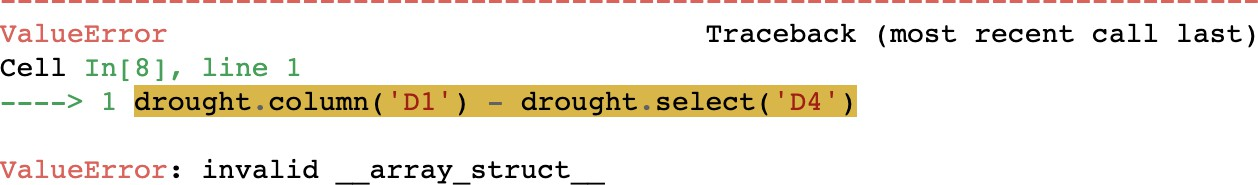 ---------------------------------------------------------------------------
ValueError                                Traceback (most recent call last)
Cell In[8], line 1
----> 1 drought.column('D1') - drought.select('D4')

ValueError: invalid __array_struct__